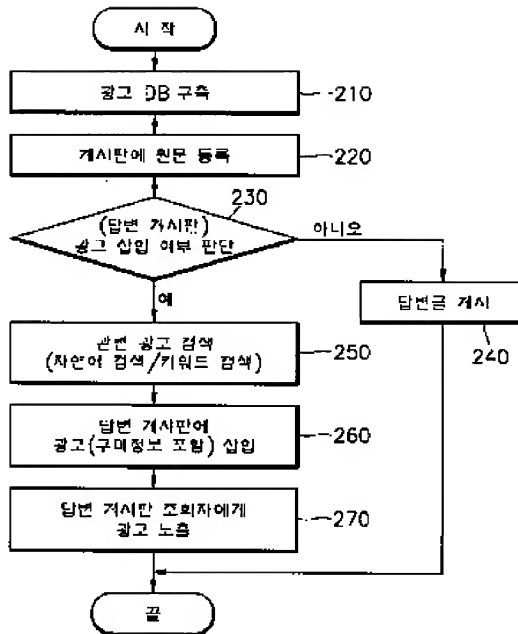 시 작
광고 DB 구축
210
게시판에 원문 등록
220
230
(답변 게시판)
광고 삽입 여부 판단
아니오
예
답변글 게시
240
관련 광고 검색
(자연어 검색/키워드 검색)
250
답변 게시판에
광고(구매정보 포함) 삽입
260
답변 게시판 조회자에게
광고 노출
270
끝